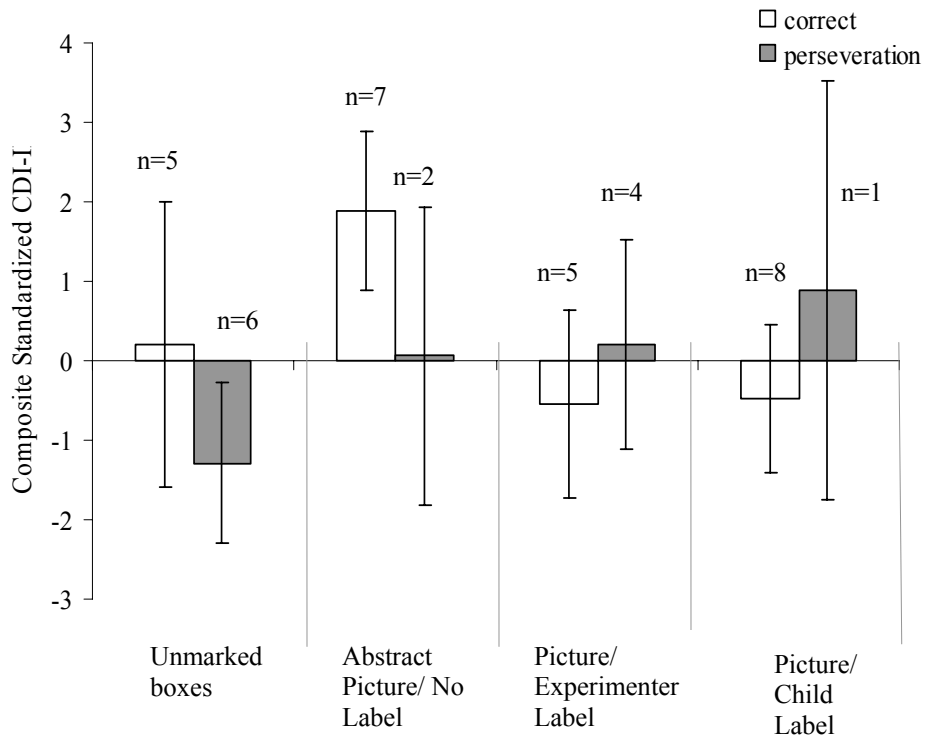 correct
perseveration
Composite Standardized CDI-I
4
3
2
1
0
-1
-2
-3
n=5
n=6
n=7
n=2
n=5
n=4
n=8
n=1
Unmarked
boxes
Abstract
Picture/ No
Label
Picture/
Experimenter
Label
Picture/
Child
Label